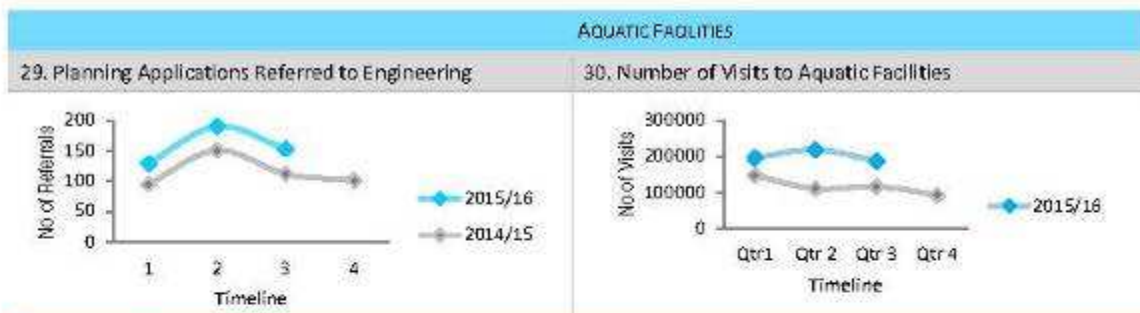 AQUATIC FACILITIES
29. Planning Applications Referred to Engineering
30. Number of Visits to Aquatic Facilities
No of Referrals
200
150
100
50
0
1 2 3 4
Timeline
2015/16
2014/15
No of Visits
300000
200000
100000
0
Qtr1 Qtr 2 Qtr 3 Qtr 4
Timeline
2015/16